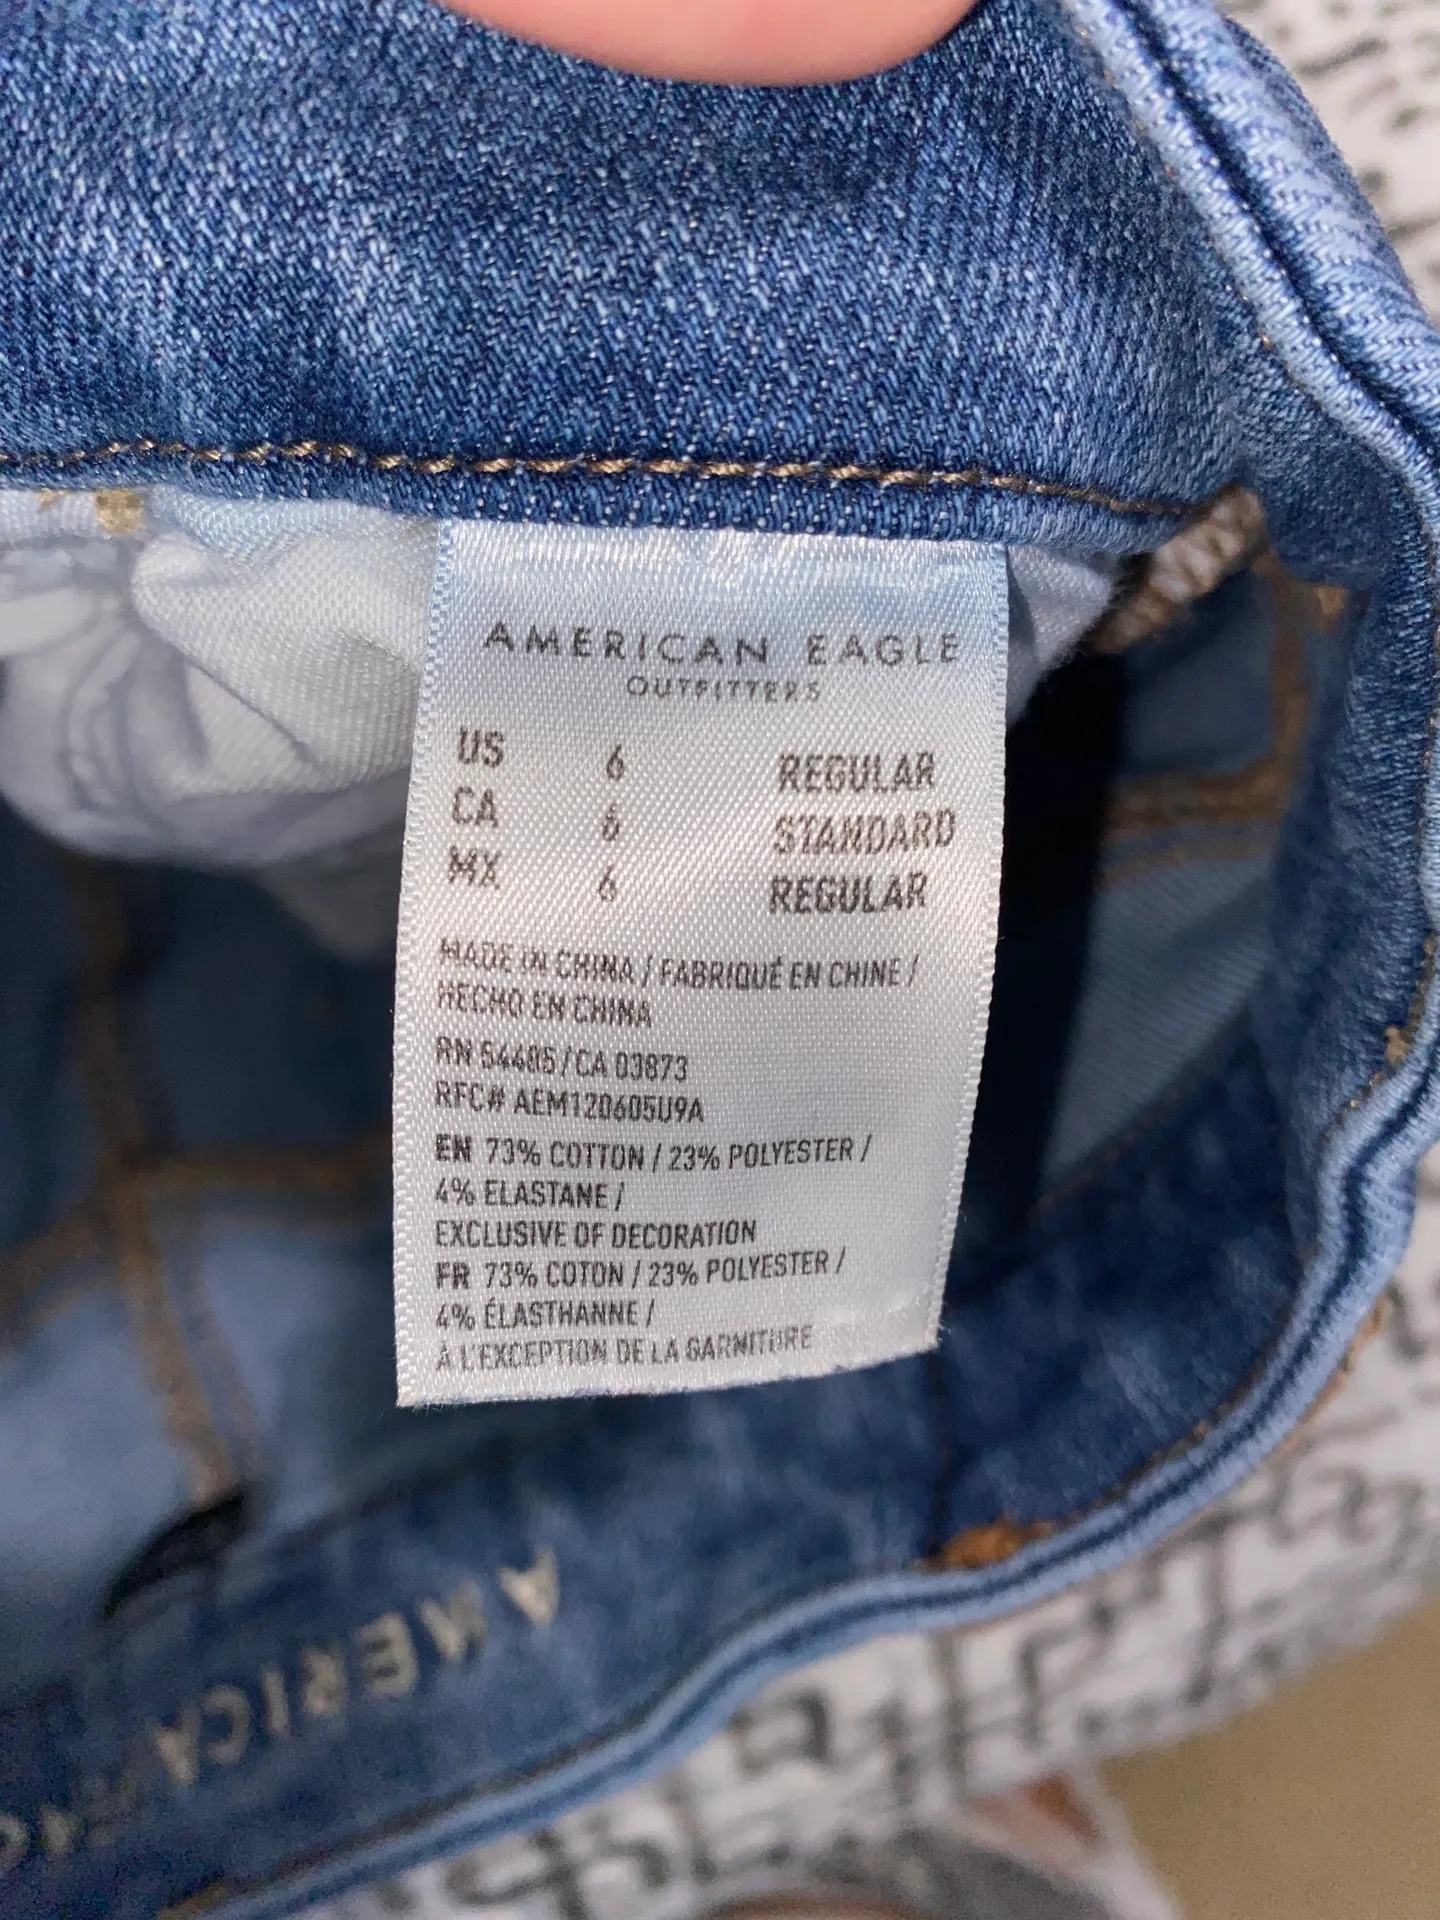 AMERICAN EAGLE
OUTFITTERS
US 6 REGULAR
CA 6 STANDARD
MX 6 REGULAR
MADE IN CHINA / FABRIQUÉ EN CHINE /
HECHO EN CHINA
RN 54485 / CA 03873
RFC# AEM120605U9A
EN 73% COTTON / 23% POLYESTER /
4% ELASTANE /
EXCLUSIVE OF DECORATION
FR 73% COTON / 23% POLYESTER /
4% ÉLASTHANNE /
À L'EXCEPTION DE LA GARNITURE
AMERICA